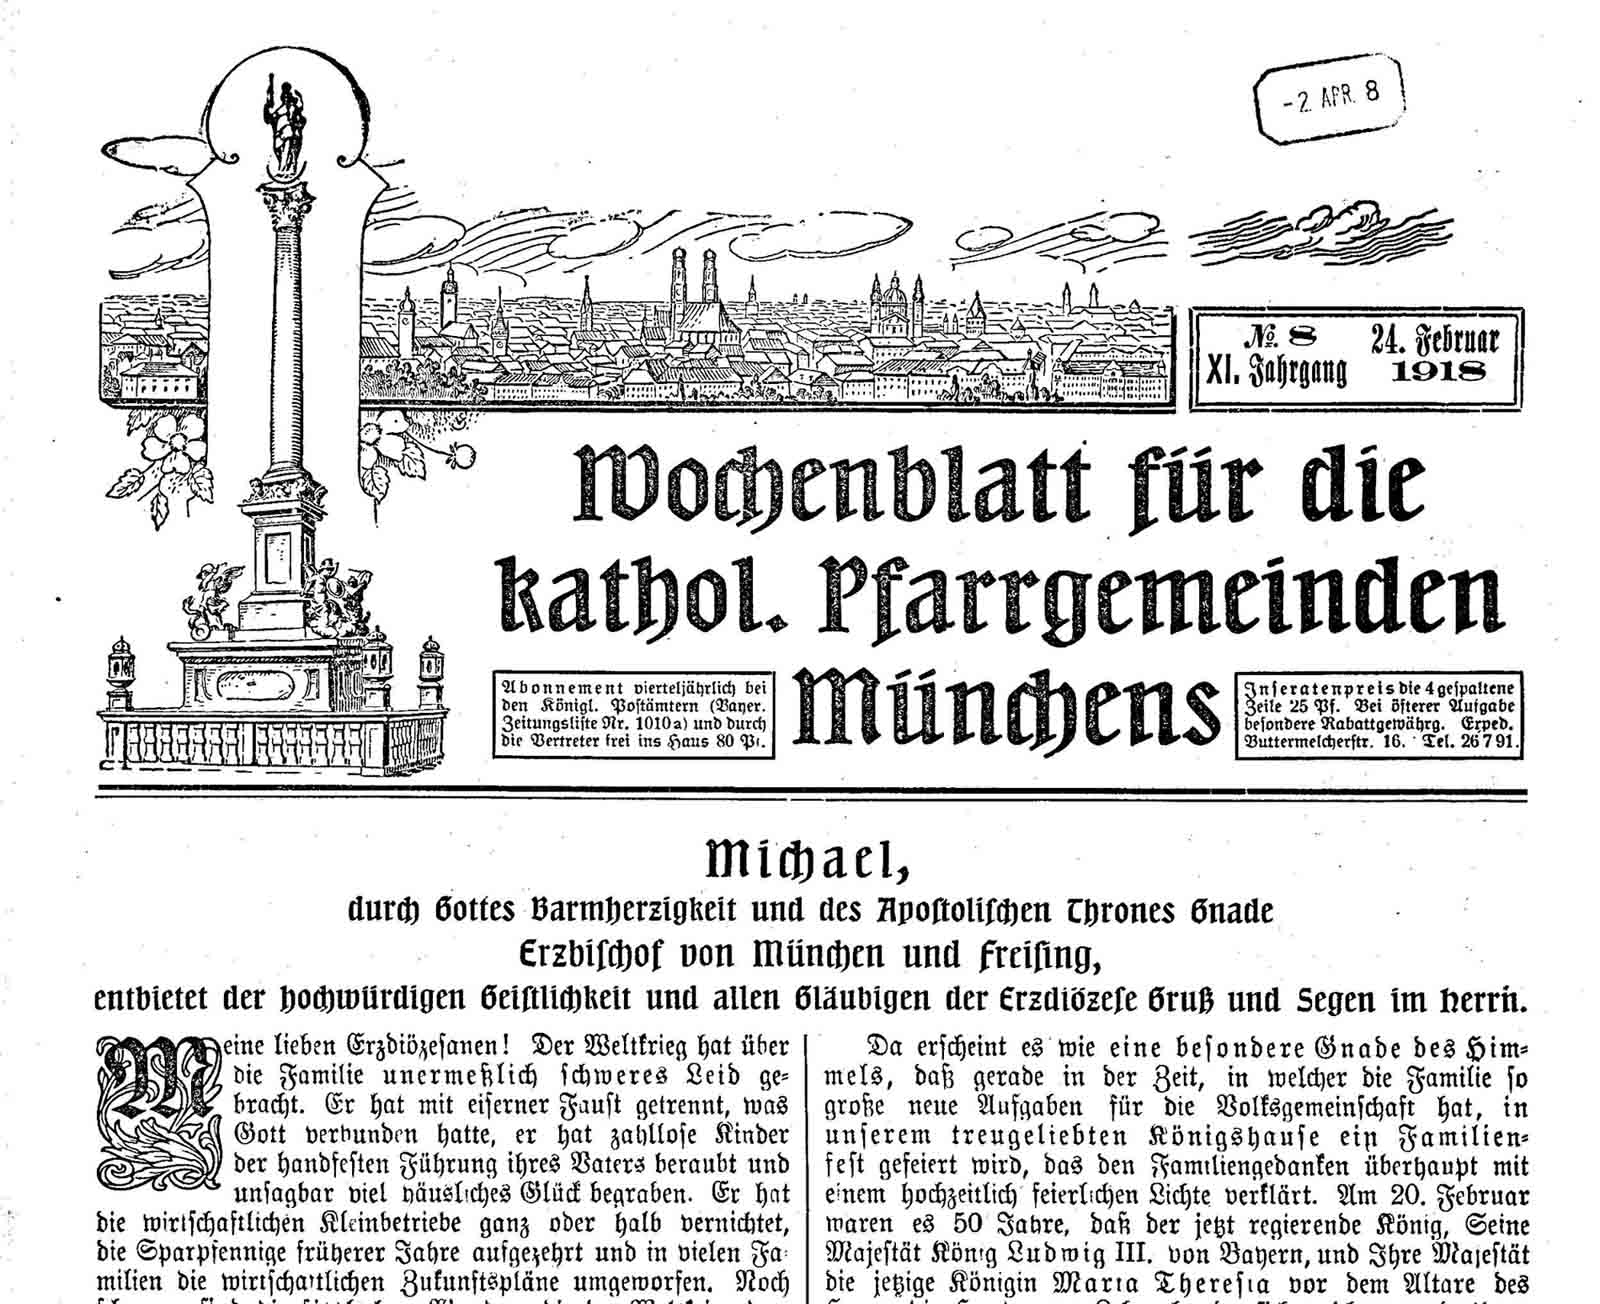 -2. APR. 8
No. 8 24. Februar
XI. Jahrgang 1918
Wochenblatt für die
kathol. Pfarrgemeinden
Münchens
Abonnement vierteljährlich bei
den Königl. Postämtern (Bayer.
Zeitungsliste Nr. 1010a) und durch
die Vertreter frei ins Haus 80 Pf.
Inseratenpreis die 4 gespaltene
Zeile 25 Pf. Bei öfterer Aufgabe
besondere Rabattgewährg. Exped.
Buttermelcherstr. 16. Tel. 26791.
Michael,
durch Gottes Barmherzigkeit und des Apostolischen Thrones Gnade
Erzbischof von München und Freising,
entbietet der hochwürdigen Geistlichkeit und allen Gläubigen der Erzdiözese Gruß und Segen im Herrn.
Meine lieben Erzdiözesanen! Der Weltkrieg hat über
die Familie unermeßlich schweres Leid ge-
bracht. Er hat mit eiserner Faust getrennt, was
Gott verbunden hatte, er hat zahllose Kinder
der handfesten Führung ihres Vaters beraubt und
unsagbar viel häusliches Glück begraben. Er hat
die wirtschaftlichen Kleinbetriebe ganz oder halb vernichtet,
die Sparpfennige früherer Jahre aufgezehrt und in vielen Fa-
milien die wirtschaftlichen Zukunftspläne umgeworfen. Noch
Da erscheint es wie eine besondere Gnade des Him-
mels, daß gerade in der Zeit, in welcher die Familie so
große neue Aufgaben für die Volksgemeinschaft hat, in
unserem treugeliebten Königshause ein Familien-
fest gefeiert wird, das den Familiengedanken überhaupt mit
einem hochzeitlich feierlichen Lichte verklärt. Am 20. Februar
waren es 50 Jahre, daß der jetzt regierende König, Seine
Majestät König Ludwig III. von Bayern, und Ihre Majestät
die jetzige Königin Maria Theresia vor dem Altare des